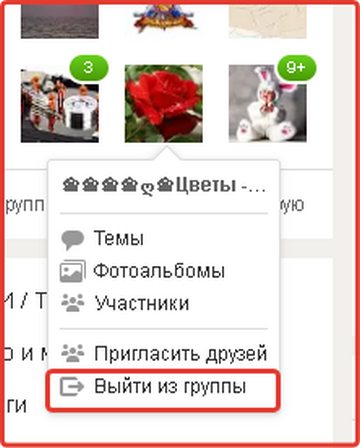 3
9+
Цветы -...
рупп
ую
Темы
Фотоальбомы
И / Т
Участники
о и м
Пригласить друзей
Выйти из группы
ги